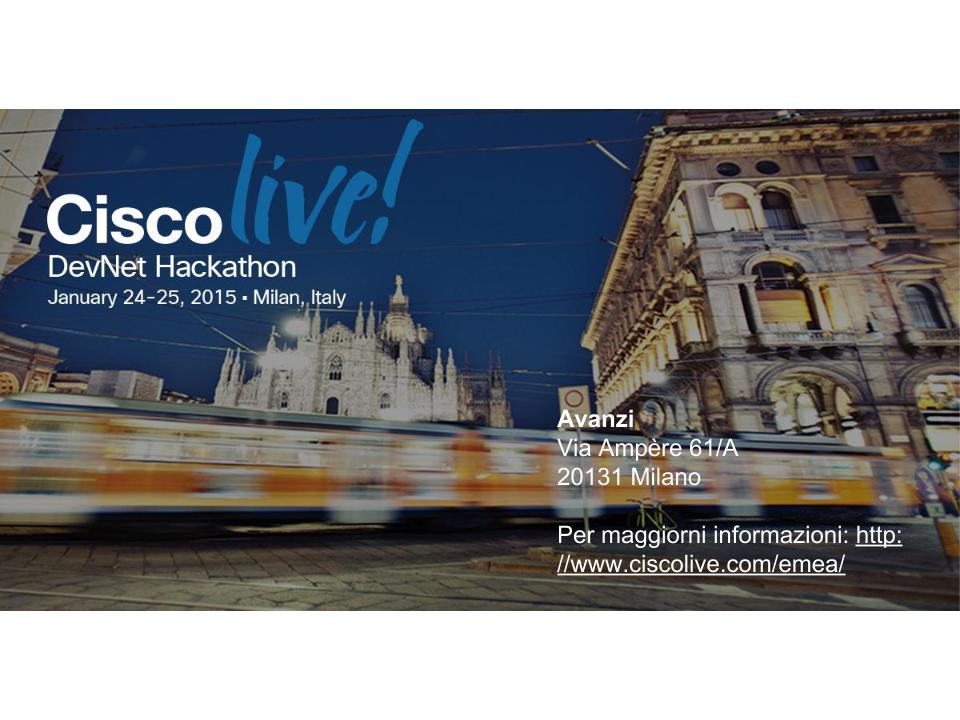 Cisco live!
DevNet Hackathon
January 24-25, 2015 ▪ Milan, Italy
Avanzi
Via Ampère 61/A
20131 Milano
Per maggiorni informazioni: http:
//www.ciscolive.com/emea/